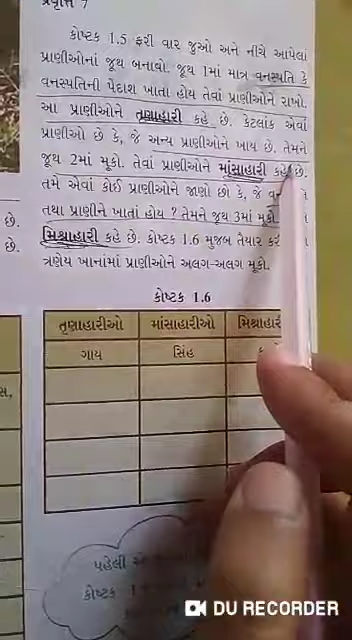 પ્રવૃત્તિ 7
કોષ્ટક 1.5 ફરી વાર જુઓ અને નીચે આપેલાં
પ્રાણીઓનાં જૂથ બનાવો. જૂથ 1માં માત્ર વનસ્પતિ કે
વનસ્પતિની પેદાશ ખાતા હોય તેવાં પ્રાણીઓને રાખો.
આ પ્રાણીઓને તૃણાહારી કહે છે. કેટલાંક એવાં
પ્રાણીઓ છે કે, જે અન્ય પ્રાણીઓને ખાય છે. તેમને
જૂથ 2માં મૂકો. તેવાં પ્રાણીઓને માંસાહારી કહે છે.
તમે એવાં કોઈ પ્રાણીઓને જાણો છો કે, જે
તથા પ્રાણીને ખાતાં હોય ? તેમને જૂથ 3માં મૂકો
છે. મિશ્રાહારી કહે છે. કોષ્ટક 1.6 મુજબ તૈયાર કરી
છે. ત્રણેય ખાનાંમાં પ્રાણીઓને અલગ-અલગ મૂકો.
કોષ્ટક 1.6
તૃણાહારીઓ માંસાહારીઓ મિશ્રાહારી
ગાય સિંહ
સ,
પહેલી
કોષ્ટક
DU RECORDER